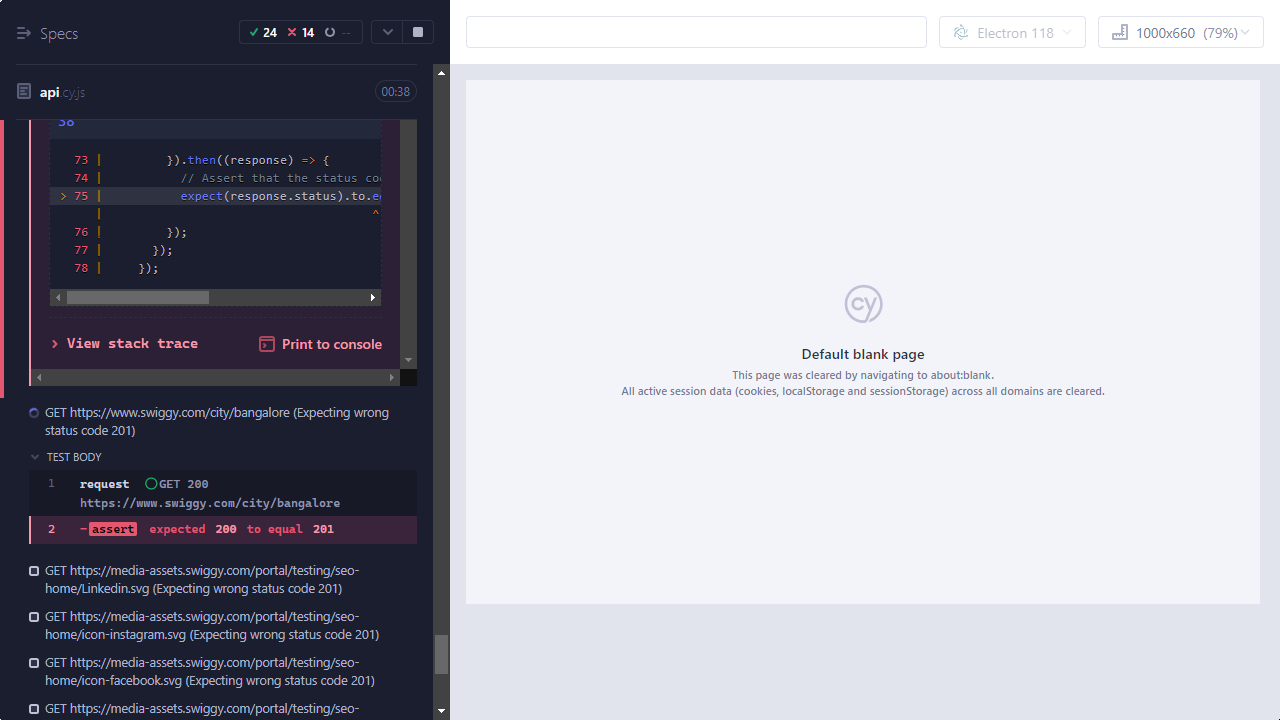 Specs
24
14
--
Electron 118
1000x660 (79%)
api.cy.js
00:38
38
73 | }).then((response) => {
74 | // Assert that the status cod
> 75 | expect(response.status).to.eq
| ^
76 | });
77 | });
78 | });
View stack trace
Print to console
GET https://www.swiggy.com/city/bangalore (Expecting wrong
status code 201)
TEST BODY
1 request GET 200
https://www.swiggy.com/city/bangalore
2 -assert expected 200 to equal 201
GET https://media-assets.swiggy.com/portal/testing/seo-
home/Linkedin.svg (Expecting wrong status code 201)
GET https://media-assets.swiggy.com/portal/testing/seo-
home/icon-instagram.svg (Expecting wrong status code 201)
GET https://media-assets.swiggy.com/portal/testing/seo-
home/icon-facebook.svg (Expecting wrong status code 201)
GET https://media-assets.swiggy.com/portal/testing/seo-
cy
Default blank page
This page was cleared by navigating to about:blank.
All active session data (cookies, localStorage and sessionStorage) across all domains are cleared.